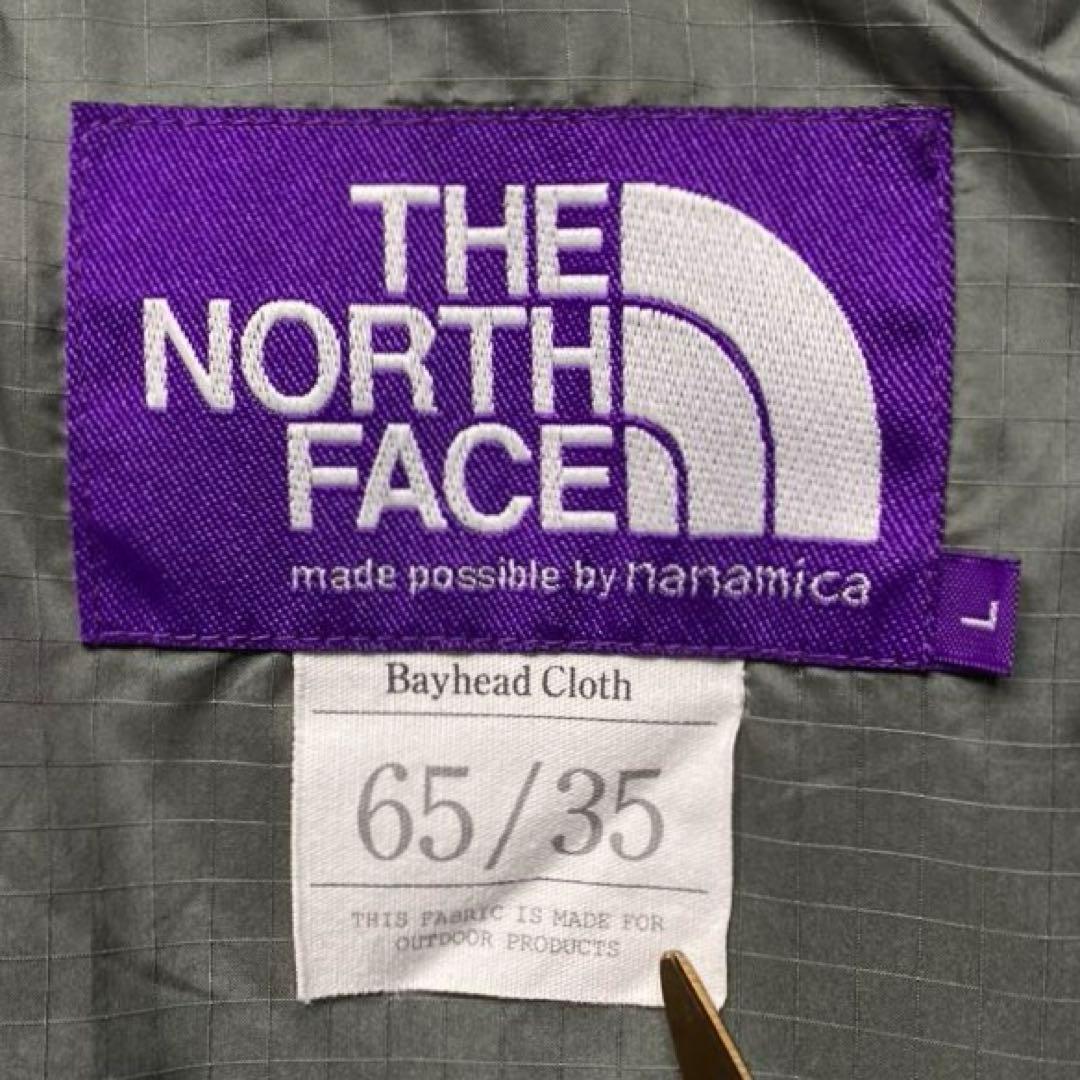 THE
NORTH
FACE
made possible by nanamica
L
Bayhead Cloth
65/35
THIS FABRIC IS MADE FOR
OUTDOOR PRODUCTS